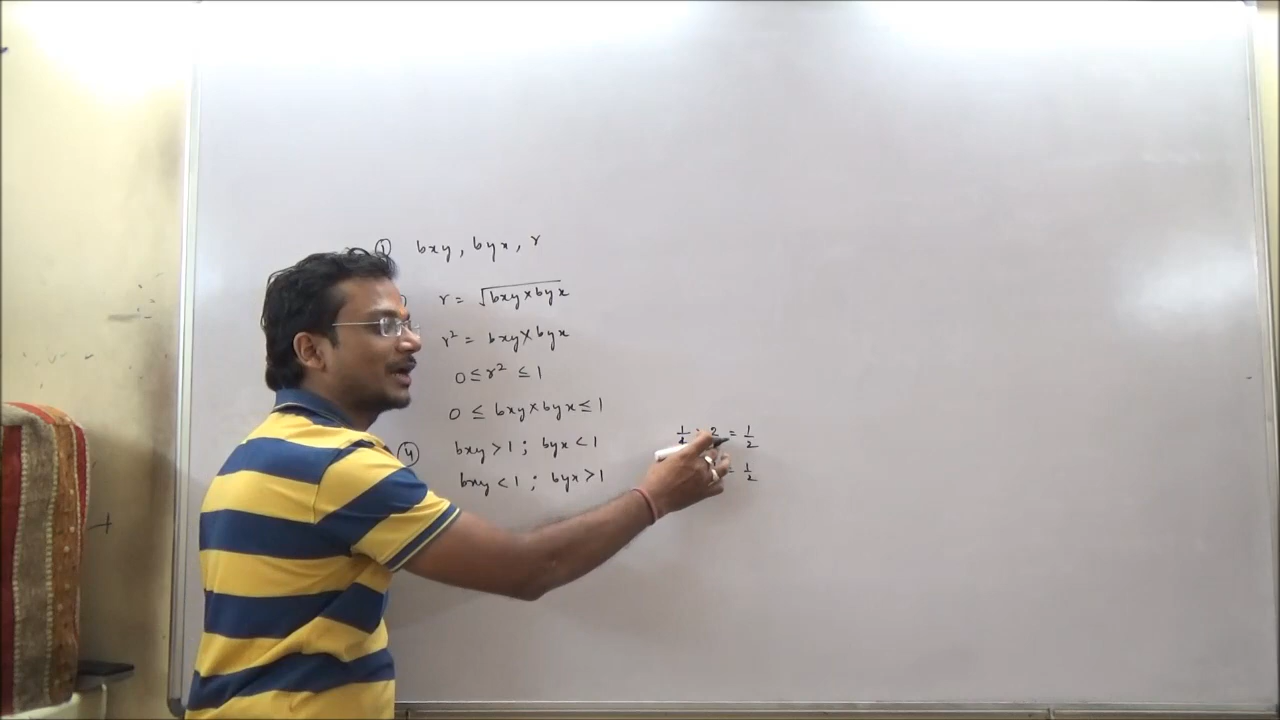 ① bxy, byx, r
r = √bxy×byx
r² = bxy×byx
0 ≤ r² ≤ 1
0 ≤ bxy×byx ≤ 1
④ bxy > 1 ; byx < 1
bxy < 1 ; byx > 1
1/4 × 2 = 1/2
= 1/2